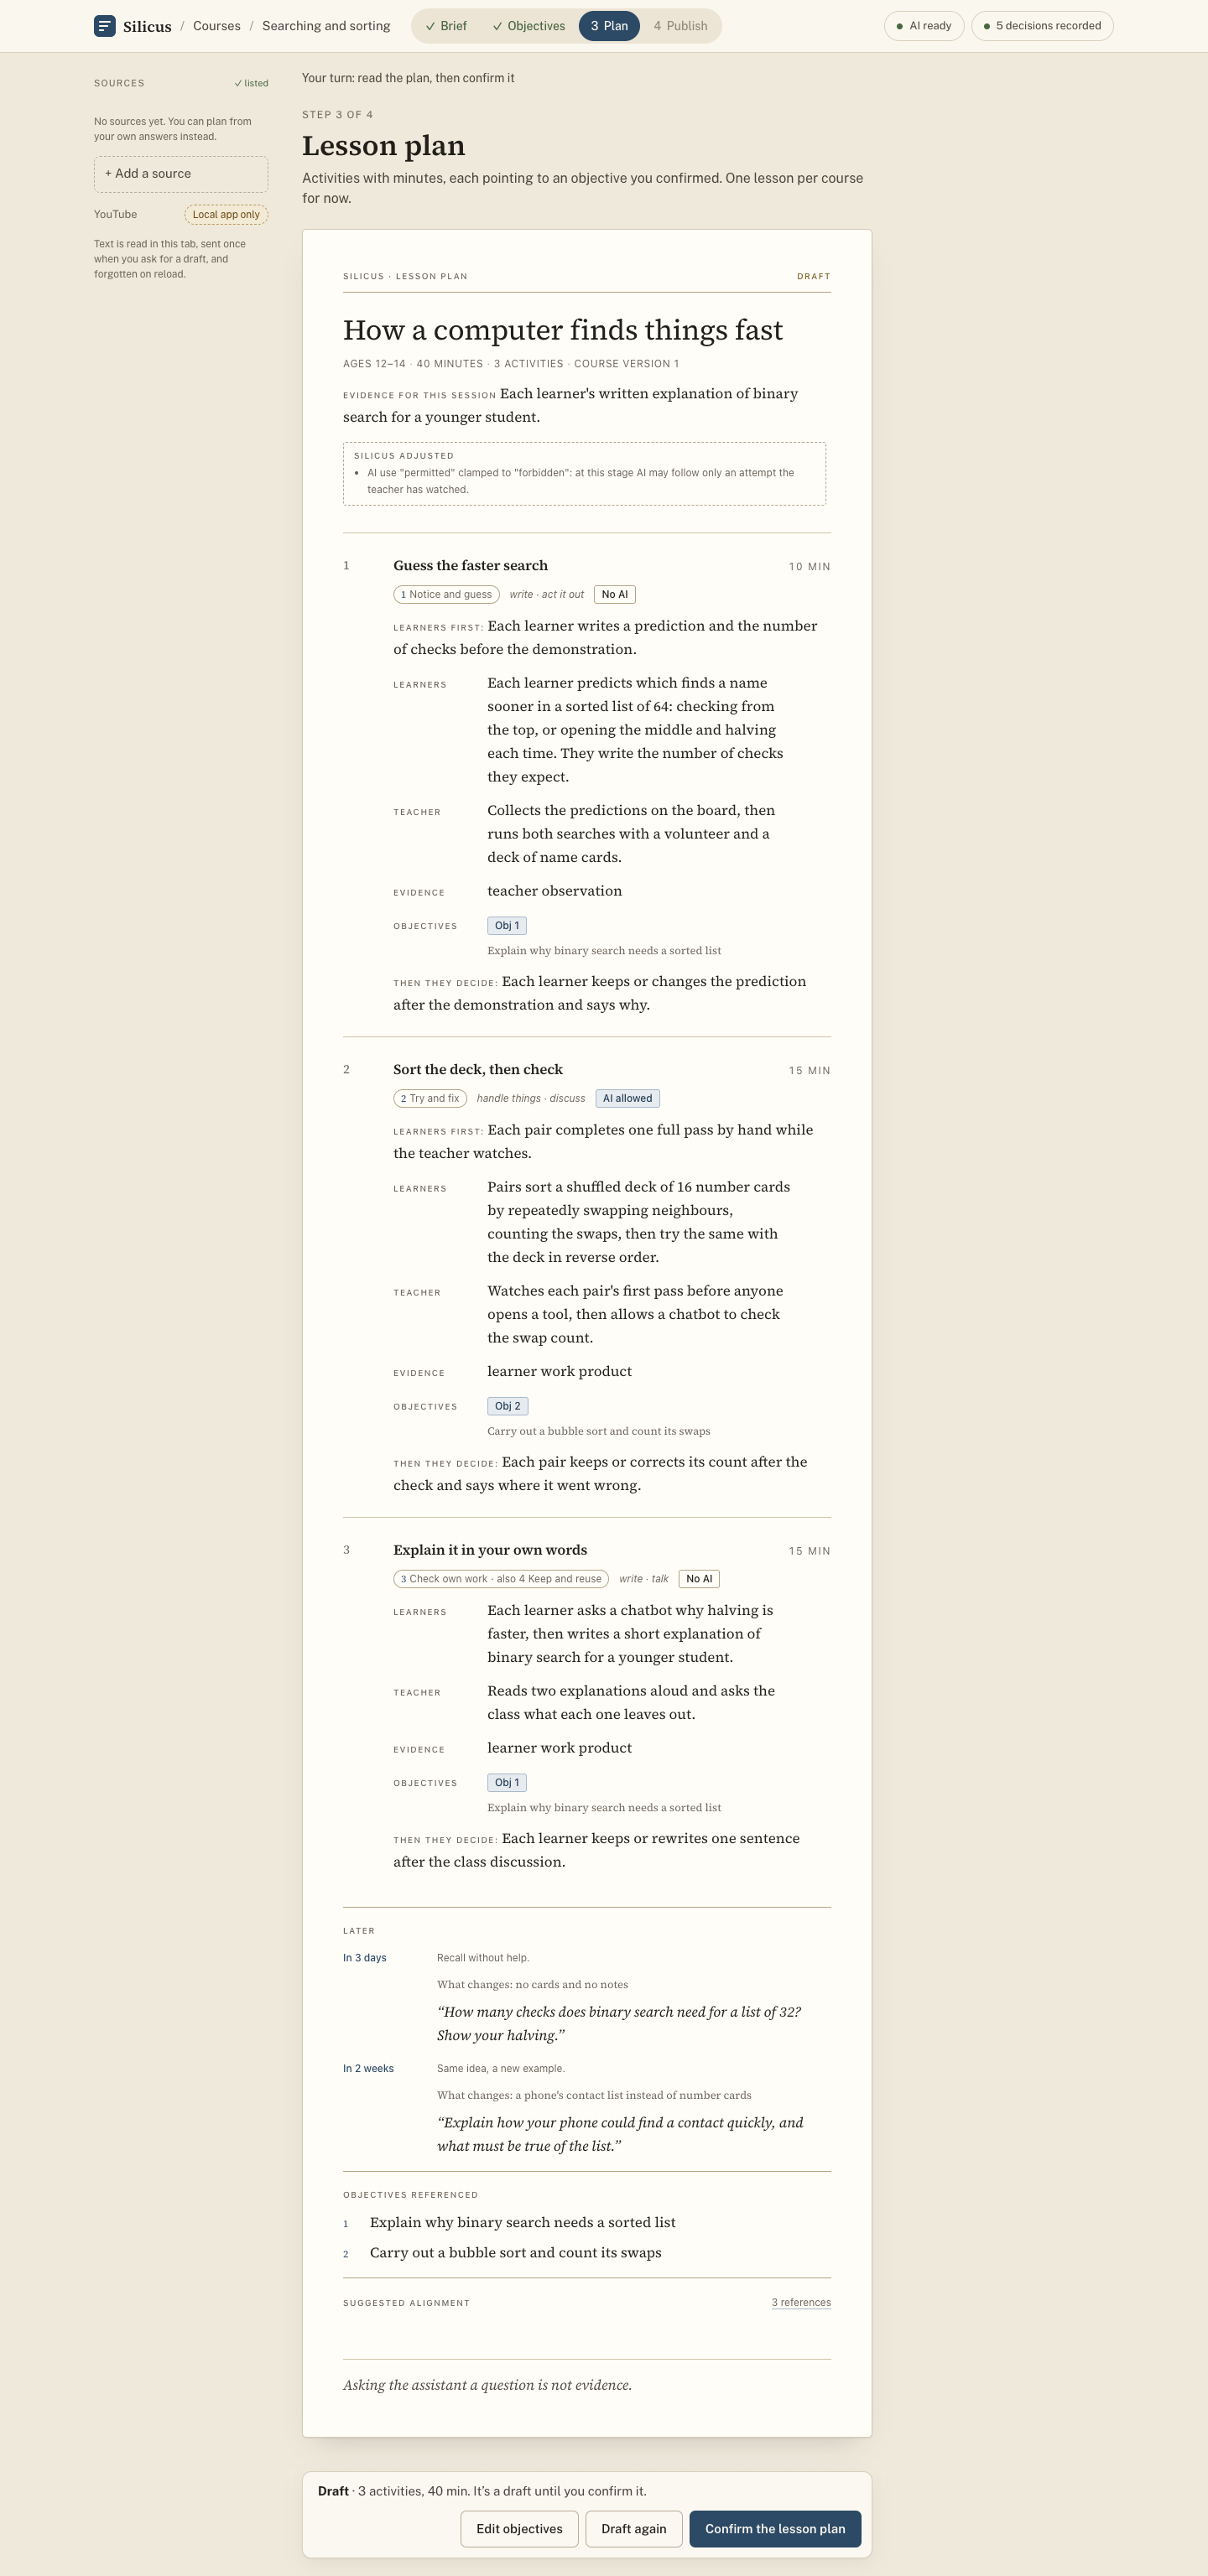 Silicus / Courses / Searching and sorting ✓ Brief ✓ Objectives 3 Plan 4 Publish AI ready 5 decisions recorded
SOURCES ✓ listed
No sources yet. You can plan from
your own answers instead.
+ Add a source
YouTube Local app only
Text is read in this tab, sent once
when you ask for a draft, and
forgotten on reload.
Your turn: read the plan, then confirm it
STEP 3 OF 4
Lesson plan
Activities with minutes, each pointing to an objective you confirmed. One lesson per course
for now.
SILICUS · LESSON PLAN DRAFT
How a computer finds things fast
AGES 12–14 · 40 MINUTES · 3 ACTIVITIES · COURSE VERSION 1
EVIDENCE FOR THIS SESSION Each learner's written explanation of binary
search for a younger student.
SILICUS ADJUSTED
• AI use "permitted" clamped to "forbidden": at this stage AI may follow only an attempt the
teacher has watched.
1 Guess the faster search 10 MIN
1 Notice and guess write · act it out No AI
LEARNERS FIRST: Each learner writes a prediction and the number
of checks before the demonstration.
LEARNERS Each learner predicts which finds a name
sooner in a sorted list of 64: checking from
the top, or opening the middle and halving
each time. They write the number of checks
they expect.
TEACHER Collects the predictions on the board, then
runs both searches with a volunteer and a
deck of name cards.
EVIDENCE teacher observation
OBJECTIVES Obj 1
Explain why binary search needs a sorted list
THEN THEY DECIDE: Each learner keeps or changes the prediction
after the demonstration and says why.
2 Sort the deck, then check 15 MIN
2 Try and fix handle things · discuss AI allowed
LEARNERS FIRST: Each pair completes one full pass by hand while
the teacher watches.
LEARNERS Pairs sort a shuffled deck of 16 number cards
by repeatedly swapping neighbours,
counting the swaps, then try the same with
the deck in reverse order.
TEACHER Watches each pair's first pass before anyone
opens a tool, then allows a chatbot to check
the swap count.
EVIDENCE learner work product
OBJECTIVES Obj 2
Carry out a bubble sort and count its swaps
THEN THEY DECIDE: Each pair keeps or corrects its count after the
check and says where it went wrong.
3 Explain it in your own words 15 MIN
3 Check own work · also 4 Keep and reuse write · talk No AI
LEARNERS Each learner asks a chatbot why halving is
faster, then writes a short explanation of
binary search for a younger student.
TEACHER Reads two explanations aloud and asks the
class what each one leaves out.
EVIDENCE learner work product
OBJECTIVES Obj 1
Explain why binary search needs a sorted list
THEN THEY DECIDE: Each learner keeps or rewrites one sentence
after the class discussion.
LATER
In 3 days Recall without help.
What changes: no cards and no notes
“How many checks does binary search need for a list of 32?
Show your halving.”
In 2 weeks Same idea, a new example.
What changes: a phone's contact list instead of number cards
“Explain how your phone could find a contact quickly, and
what must be true of the list.”
OBJECTIVES REFERENCED
1 Explain why binary search needs a sorted list
2 Carry out a bubble sort and count its swaps
SUGGESTED ALIGNMENT 3 references
Asking the assistant a question is not evidence.
Draft · 3 activities, 40 min. It’s a draft until you confirm it.
Edit objectives Draft again Confirm the lesson plan